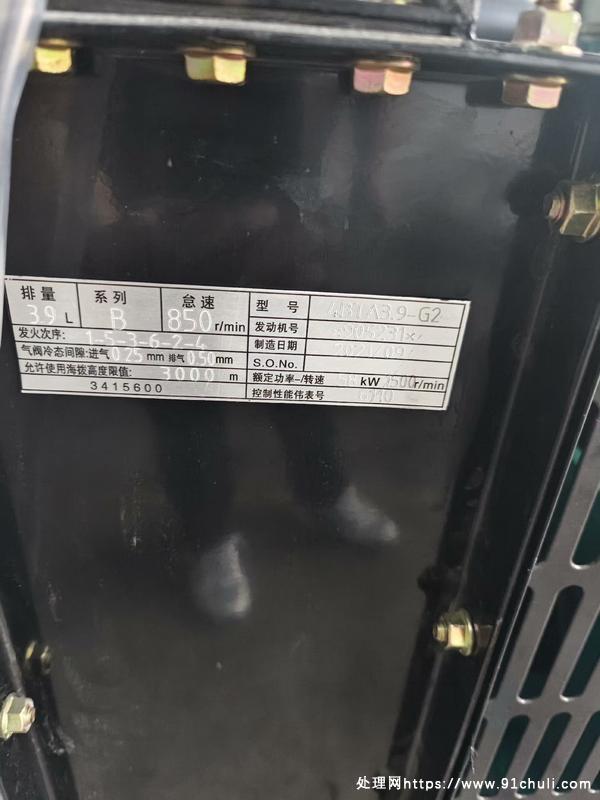 排量 系列 怠速 型号 4BTA3.9-G2
3.9 L B 850 r/min 发动机号
发火次序: 1-5-3-6-2-4 制造日期 2021/09/
气阀冷态间隙:进气 0.25 mm 排气 0.50 mm S.O.No.
允许使用海拨高度限值: 3000 m 额定功率-/转速 kW r/min
3415600 控制性能伟表号
处理网https://www.91chuli.com/